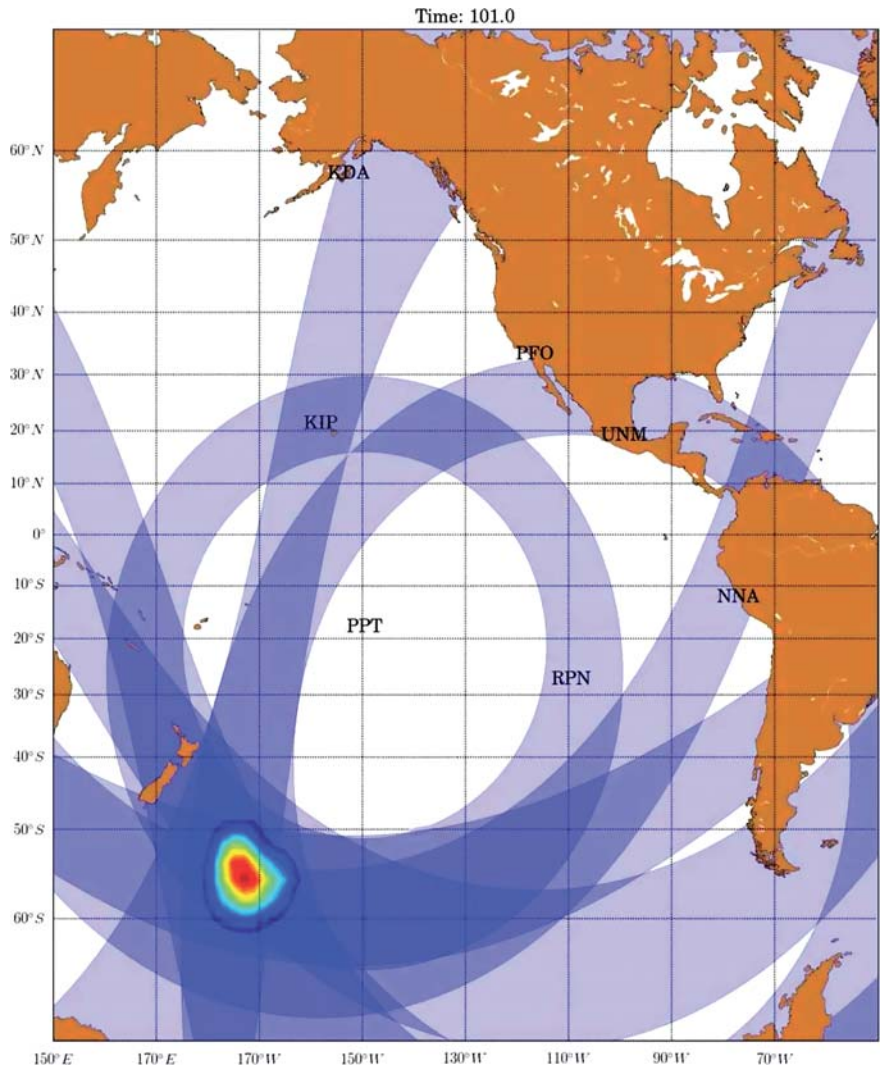 Time: 101.0
60° N
KDA
50° N
40° N
PFO
30° N
KIP
UNM
20° N
10° N
0°
10° S
NNA
PPT
20° S
RPN
30° S
40° S
50° S
60° S
150° E 170° E 170° W 150° W 130° W 110° W 90° W 70° W